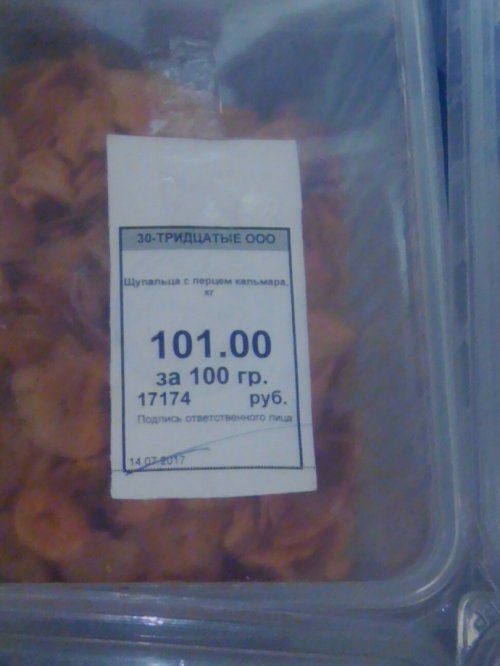 30-ТРИДЦАТЫЕ ООО
Щупальца с перцем кальмара,
кг
101.00
за 100 гр.
17174 руб.
Подпись ответственного лица
14.07.2017